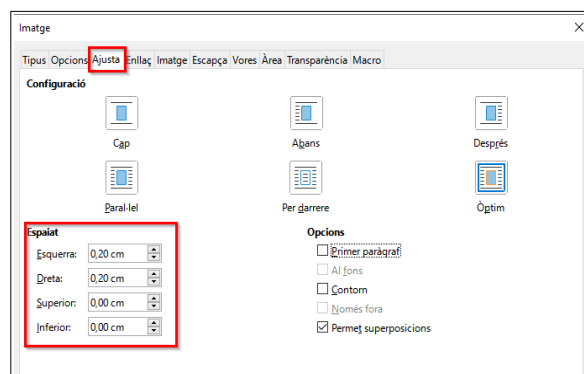 Imatge
Tipus Opcions Ajusta Enllaç Imatge Escapça Vores Àrea Transparència Macro
Configuració
Cap Abans Després
Paral·lel Per darrere Òptim
Espaiat Opcions
Esquerra: 0,20 cm Primer paràgraf
Dreta: 0,20 cm Al fons
Superior: 0,00 cm Contorn
Inferior: 0,00 cm Només fora
Permet superposicions